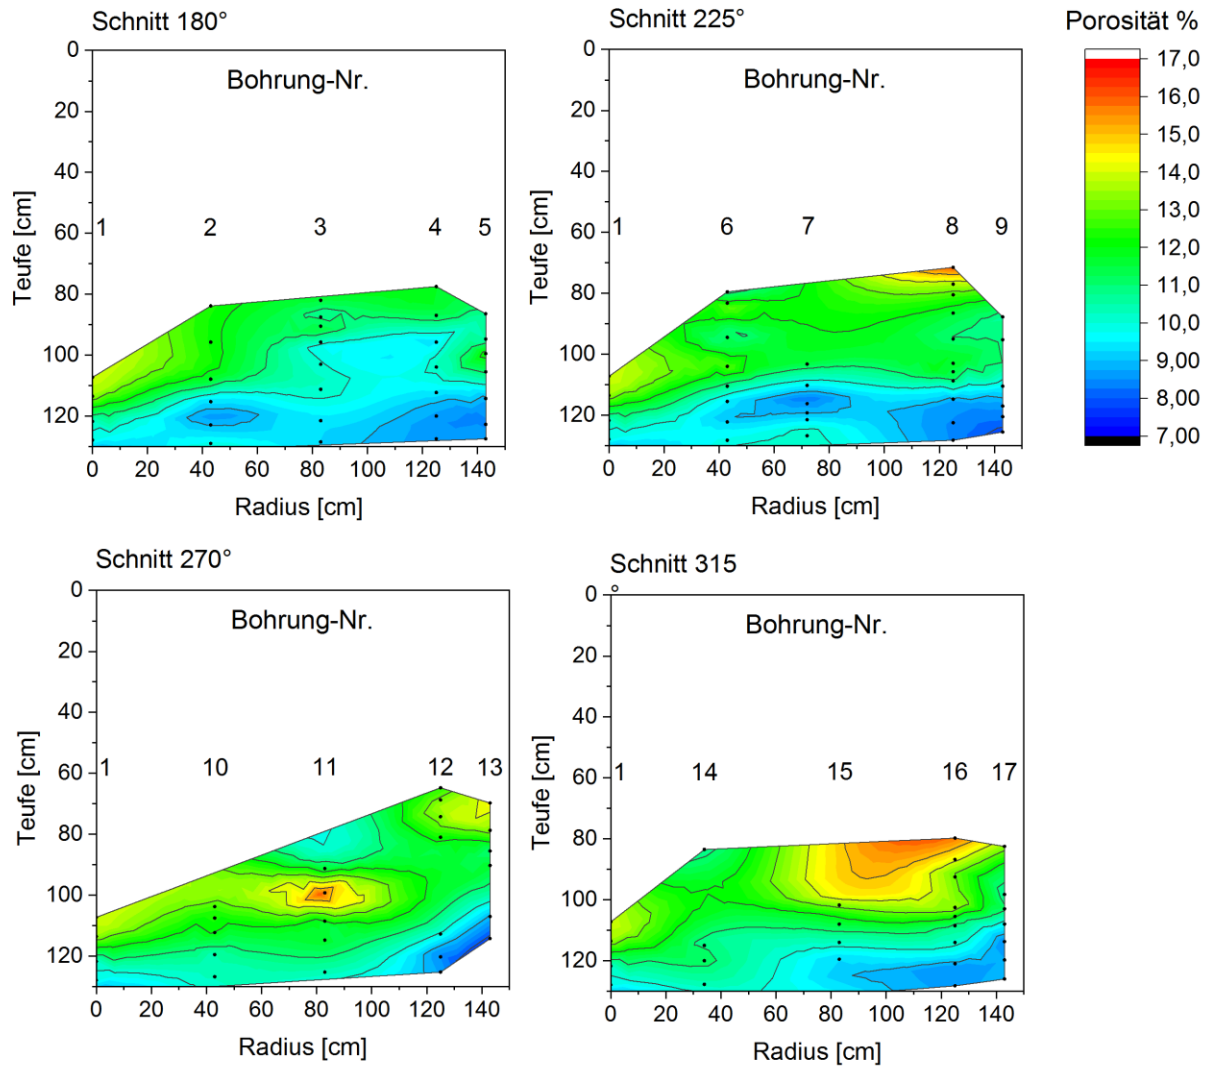 Schnitt 180°
Bohrung-Nr.
0
20
40
60
80
100
120
Teufe [cm]
1 2 3 4 5
0 20 40 60 80 100 120 140
Radius [cm]
Schnitt 225°
Bohrung-Nr.
0
20
40
60
80
100
120
Teufe [cm]
1 6 7 8 9
0 20 40 60 80 100 120 140
Radius [cm]
Porosität %
17,0
16,0
15,0
14,0
13,0
12,0
11,0
10,0
9,00
8,00
7,00
Schnitt 270°
Bohrung-Nr.
0
20
40
60
80
100
120
Teufe [cm]
1 10 11 12 13
0 20 40 60 80 100 120 140
Radius [cm]
Schnitt 315
°
Bohrung-Nr.
0
20
40
60
80
100
120
Teufe [cm]
1 14 15 16 17
0 20 40 60 80 100 120 140
Radius [cm]